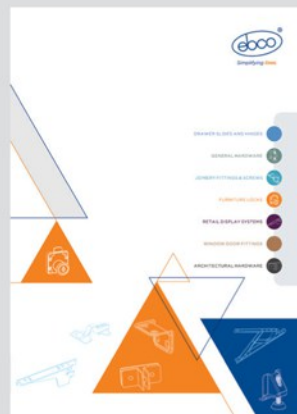 ebco
Simplifying lives
DRAWER SLIDES AND HINGES
GENERAL HARDWARE
JOINERY FITTINGS & SCREWS
FURNITURE LOCKS
RETAIL DISPLAY SYSTEMS
WINDOW DOOR FITTINGS
ARCHITECTURAL HARDWARE